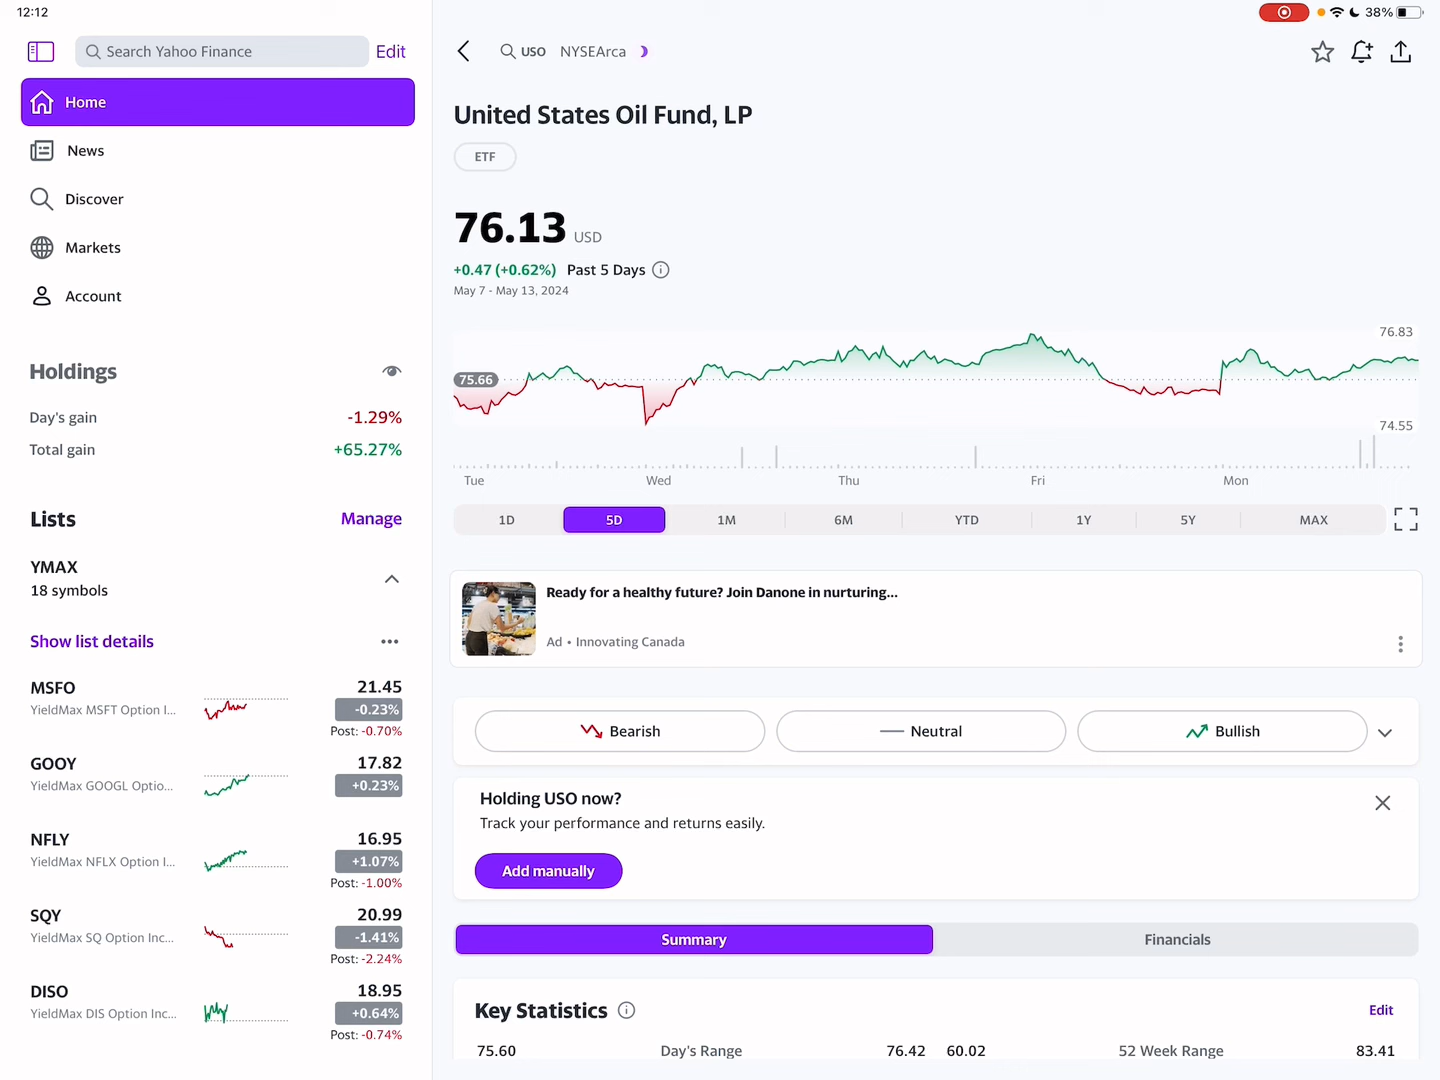 12:12
38%
Search Yahoo Finance
Edit
Home
News
Discover
Markets
Account
Holdings
Day's gain -1.29%
Total gain +65.27%
Lists Manage
YMAX
18 symbols
Show list details
MSFO 21.45
YieldMax MSFT Option I... -0.23%
Post: -0.70%
GOOY 17.82
YieldMax GOOGL Optio... +0.23%
NFLY 16.95
YieldMax NFLX Option I... +1.07%
Post: -1.00%
SQY 20.99
YieldMax SQ Option Inc... -1.41%
Post: -2.24%
DISO 18.95
YieldMax DIS Option Inc... +0.64%
Post: -0.74%
USO NYSEArca
United States Oil Fund, LP
ETF
76.13 USD
+0.47 (+0.62%) Past 5 Days
May 7 - May 13, 2024
76.83
75.66
74.55
Tue Wed Thu Fri Mon
1D 5D 1M 6M YTD 1Y 5Y MAX
Ready for a healthy future? Join Danone in nurturing...
Ad • Innovating Canada
Bearish Neutral Bullish
Holding USO now?
Track your performance and returns easily.
Add manually
Summary Financials
Key Statistics Edit
75.60 Day's Range 76.42 60.02 52 Week Range 83.41